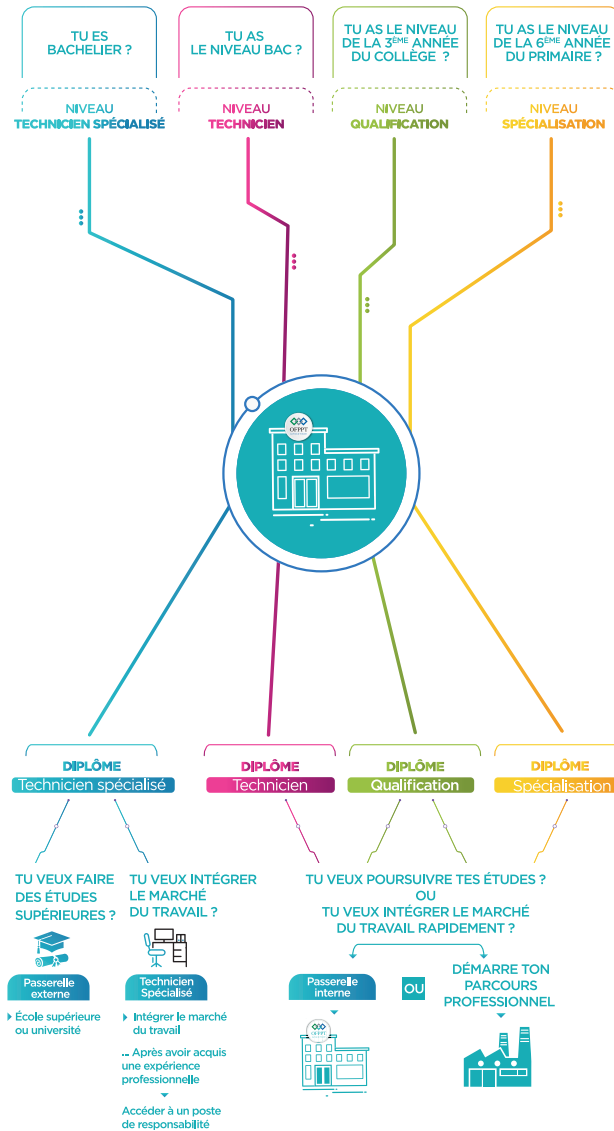 TU ES
BACHELIER ?
TU AS
LE NIVEAU BAC ?
TU AS LE NIVEAU
DE LA 3ÈME ANNÉE
DU COLLÈGE ?
TU AS LE NIVEAU
DE LA 6ÈME ANNÉE
DU PRIMAIRE ?
NIVEAU
TECHNICIEN SPÉCIALISÉ
NIVEAU
TECHNICIEN
NIVEAU
QUALIFICATION
NIVEAU
SPÉCIALISATION
OFPPT
DIPLÔME
Technicien spécialisé
DIPLÔME
Technicien
DIPLÔME
Qualification
DIPLÔME
Spécialisation
TU VEUX FAIRE
DES ÉTUDES
SUPÉRIEURES ?
Passerelle
externe
École supérieure
ou université
TU VEUX INTÉGRER
LE MARCHÉ
DU TRAVAIL ?
Technicien
Spécialisé
Intégrer le marché
du travail
... Après avoir acquis
une expérience
professionnelle
Accéder à un poste
de responsabilité
TU VEUX POURSUIVRE TES ÉTUDES ?
OU
TU VEUX INTÉGRER LE MARCHÉ
DU TRAVAIL RAPIDEMENT ?
Passerelle
interne
OFPPT
OU
DÉMARRE TON
PARCOURS
PROFESSIONNEL